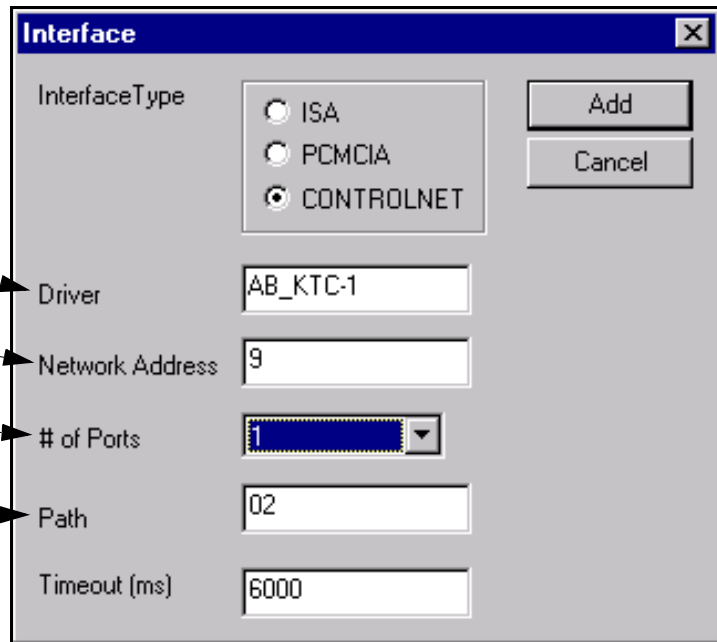 Interface
InterfaceType
ISA
PCMCIA
CONTROLNET
Add
Cancel
Driver
AB_KTC-1
Network Address
9
# of Ports
1
Path
02
Timeout (ms)
6000